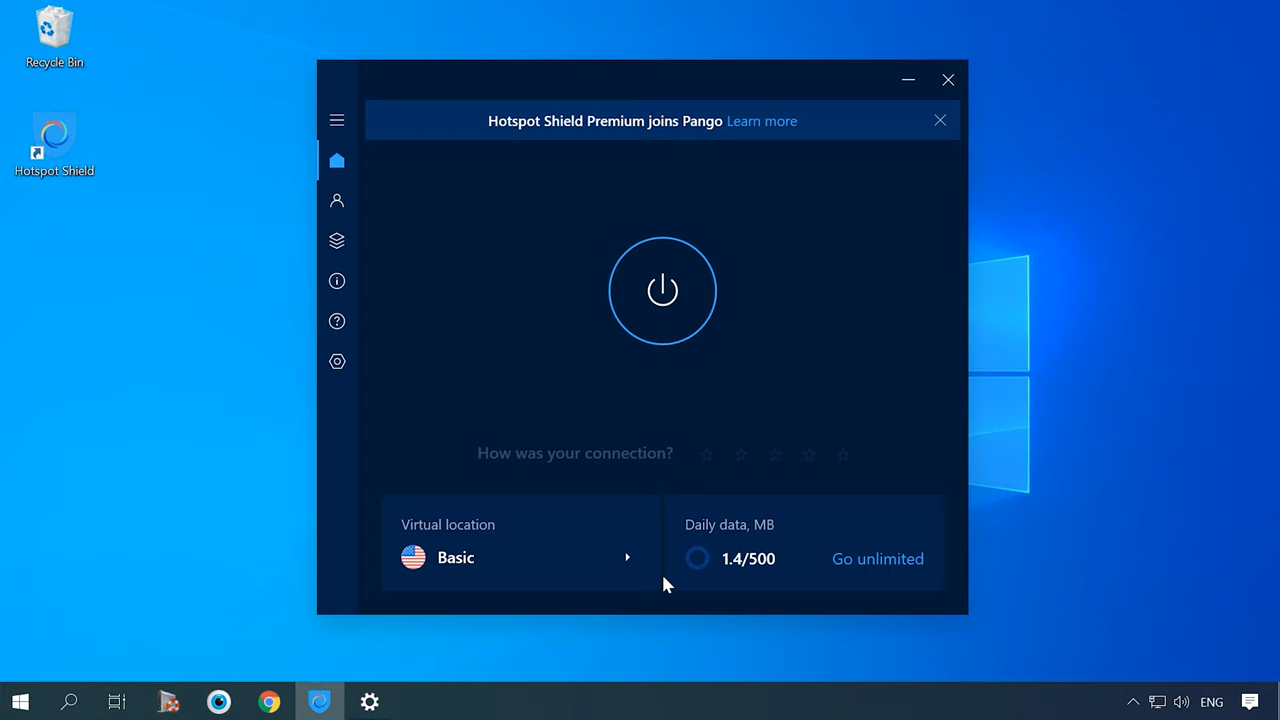 Recycle Bin
Hotspot Shield
Hotspot Shield Premium joins Pango Learn more
How was your connection?
Virtual location
Basic
Daily data, MB
1.4/500
Go unlimited
ENG